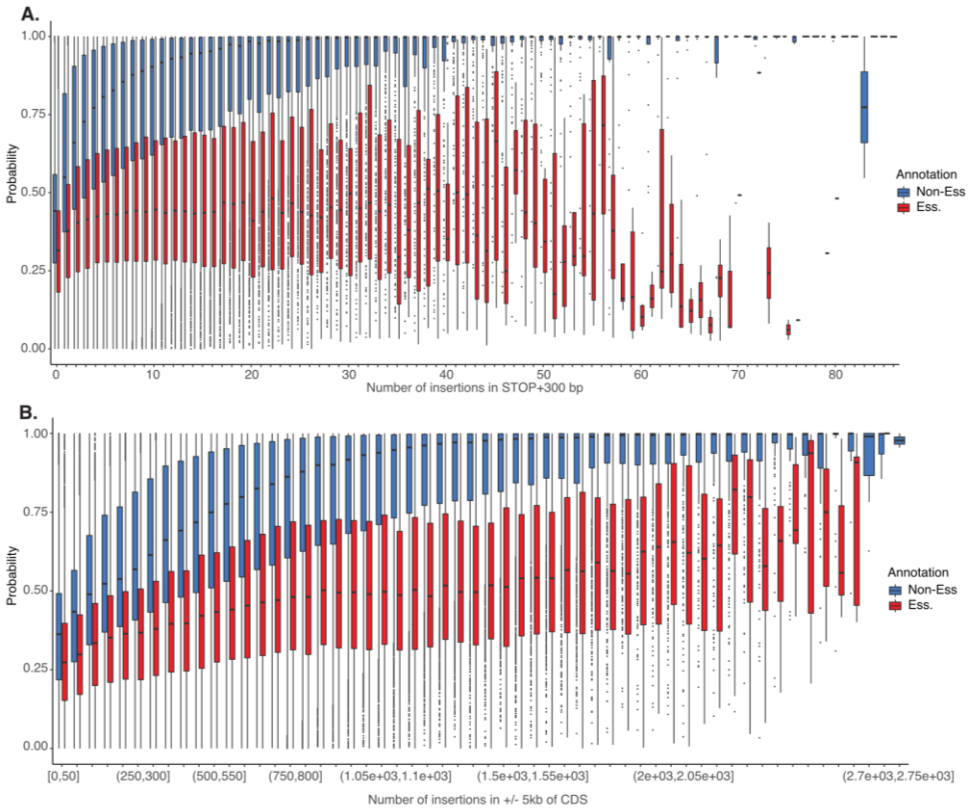 A.
1.00
0.75
0.50
0.25
0.00
Probability
0 10 20 30 40 50 60 70 80
Number of insertions in STOP+300 bp
Annotation
Non-Ess
Ess.
B.
1.00
0.75
0.50
0.25
0.00
Probability
[0,50] (250,300] (500,550] (750,800] (1.05e+03,1.1e+03] (1.5e+03,1.55e+03] (2e+03,2.05e+03] (2.7e+03,2.75e+03]
Number of insertions in +/- 5kb of CDS
Annotation
Non-Ess
Ess.